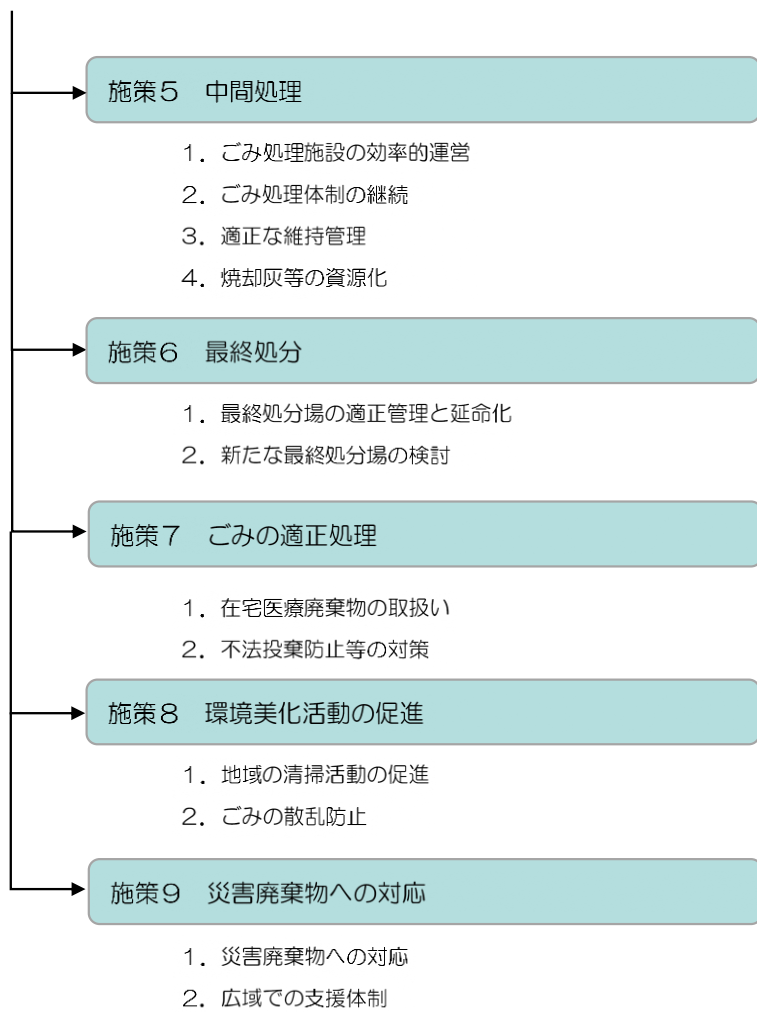 施策５　中間処理
１．ごみ処理施設の効率的運営
２．ごみ処理体制の継続
３．適正な維持管理
４．焼却灰等の資源化
施策６　最終処分
１．最終処分場の適正管理と延命化
２．新たな最終処分場の検討
施策７　ごみの適正処理
１．在宅医療廃棄物の取扱い
２．不法投棄防止等の対策
施策８　環境美化活動の促進
１．地域の清掃活動の促進
２．ごみの散乱防止
施策９　災害廃棄物への対応
１．災害廃棄物への対応
２．広域での支援体制